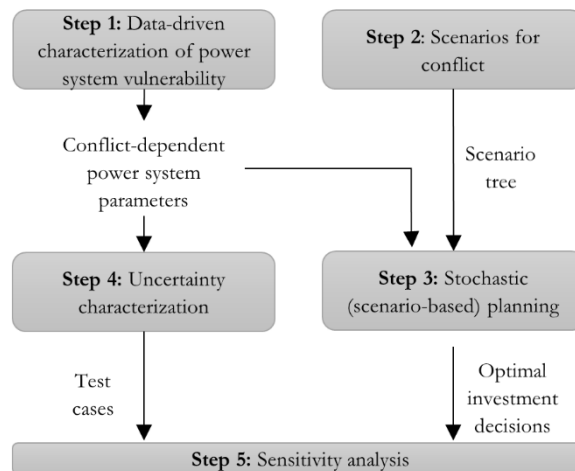 Step 1: Data-driven
characterization of power
system vulnerability
Step 2: Scenarios for
conflict
Conflict-dependent
power system
parameters
Scenario
tree
Step 4: Uncertainty
characterization
Step 3: Stochastic
(scenario-based) planning
Test
cases
Optimal
investment
decisions
Step 5: Sensitivity analysis